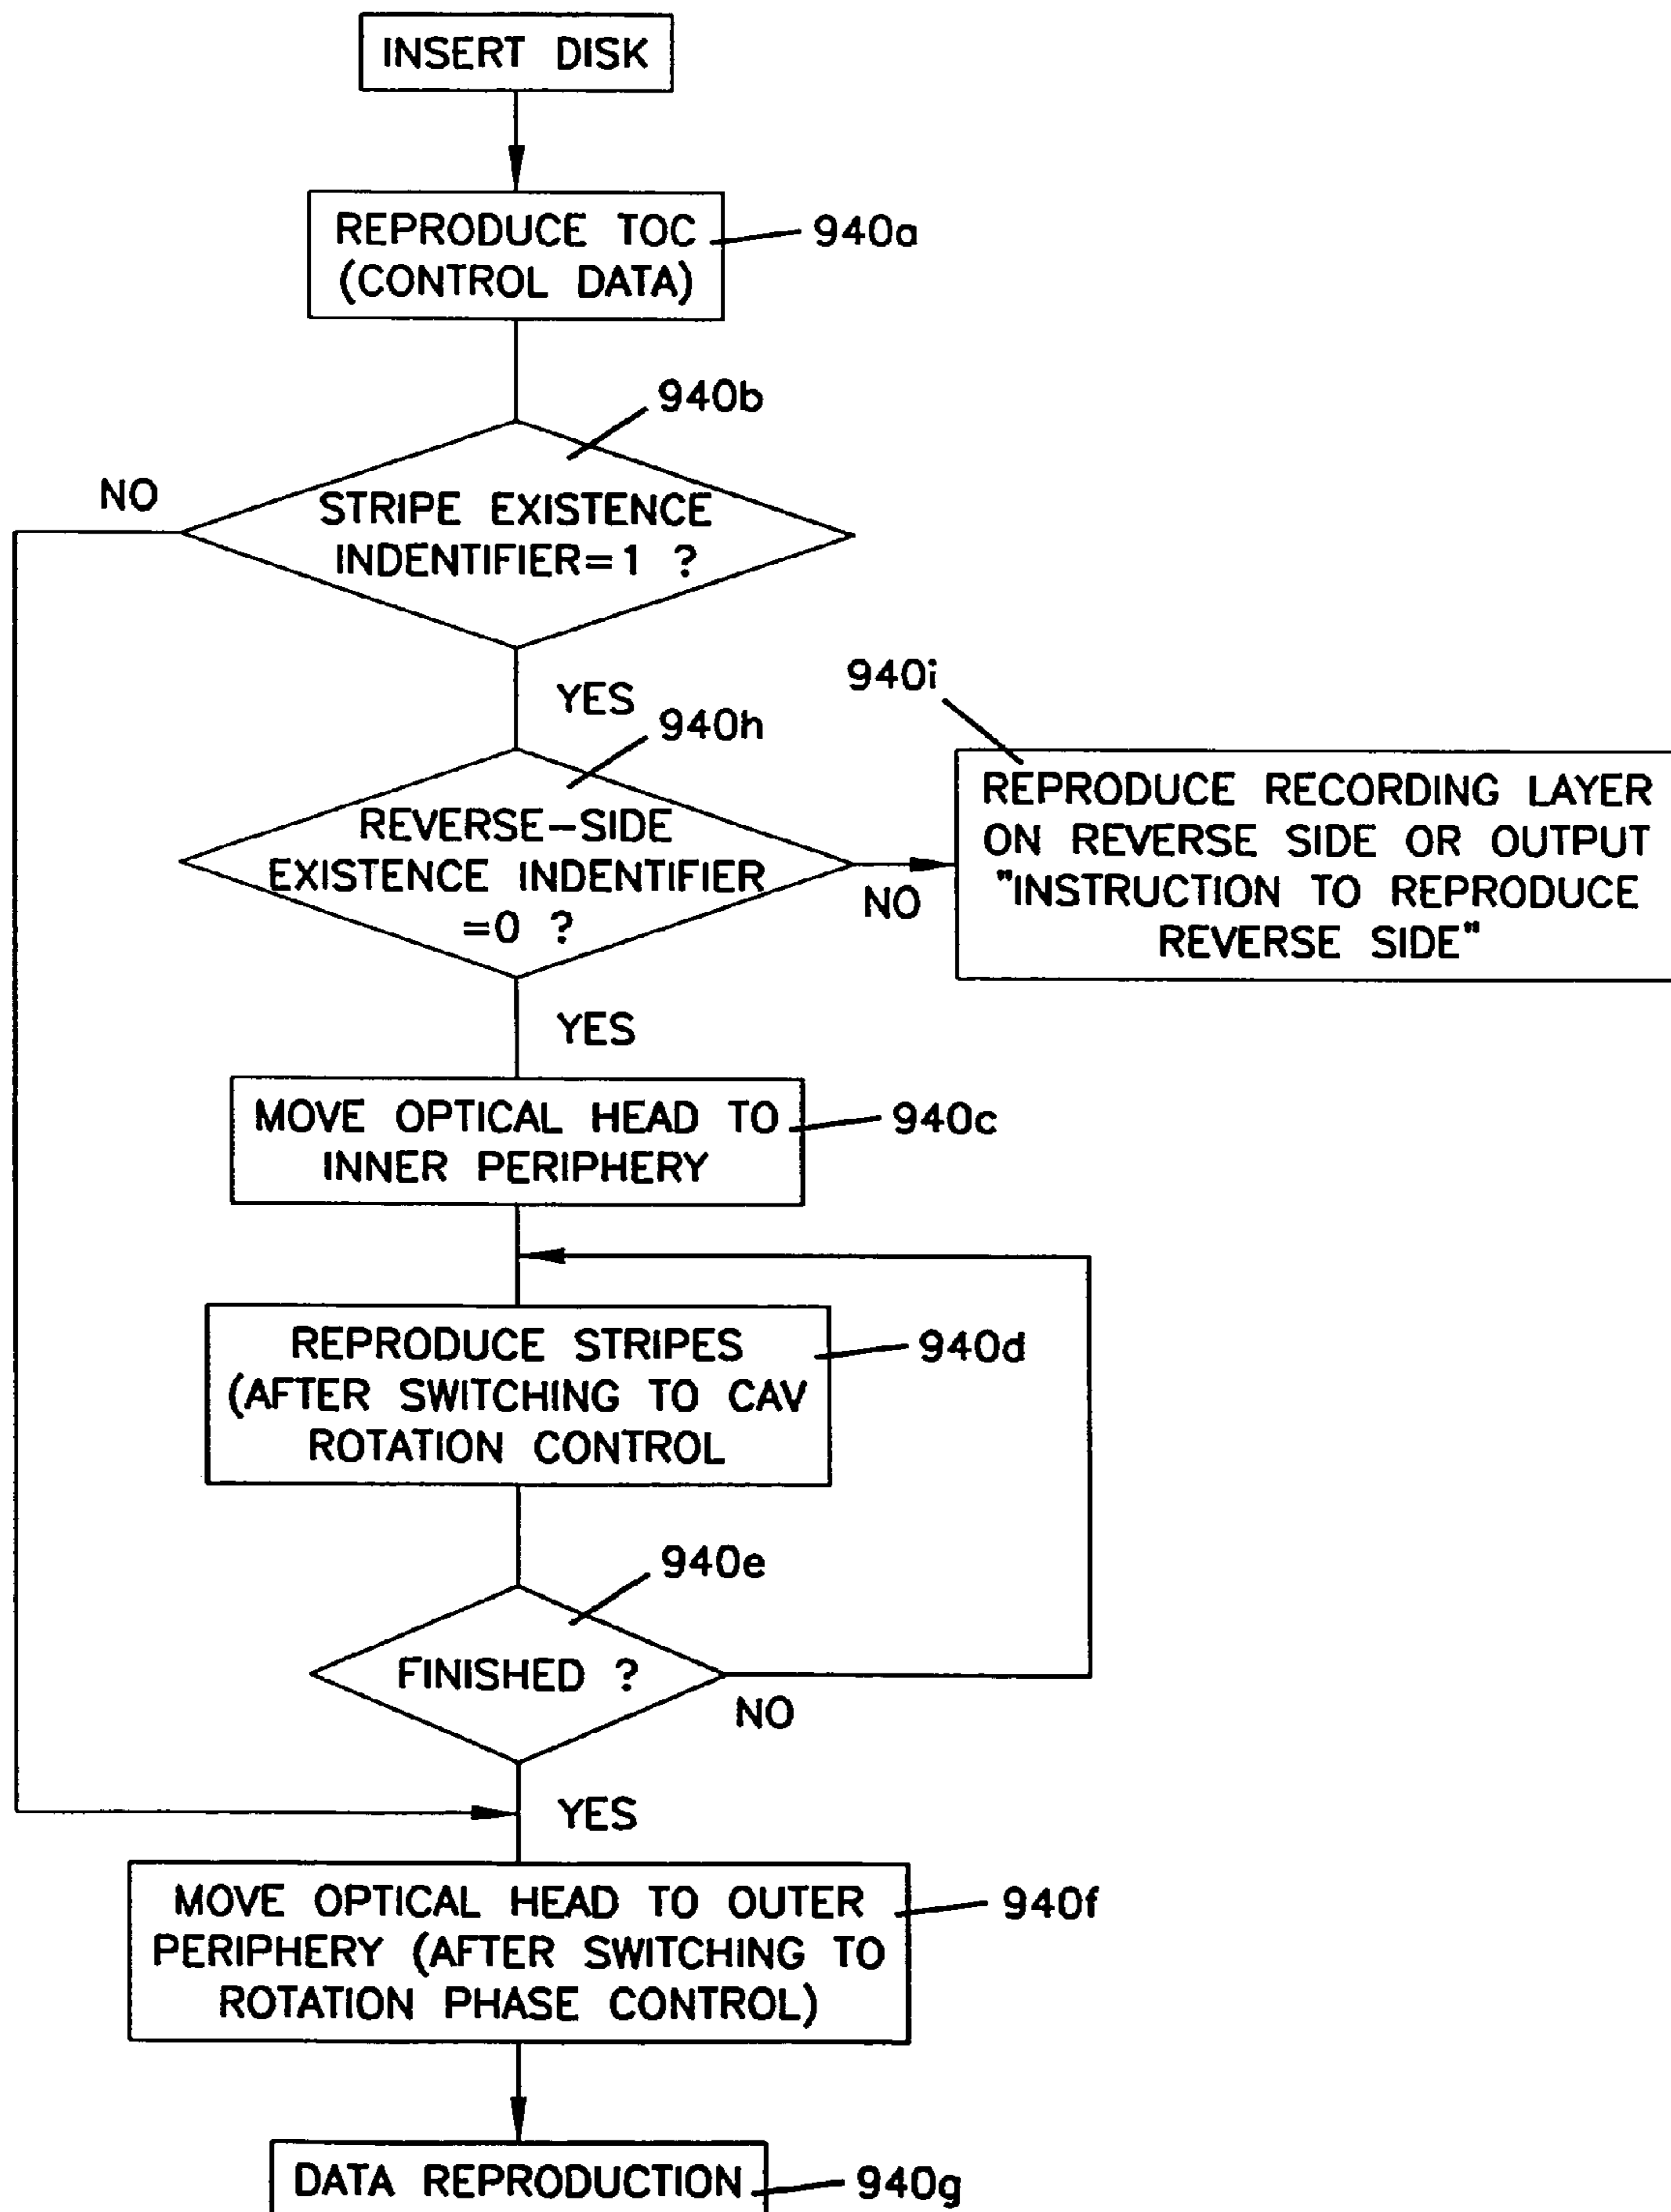 INSERT DISK
REPRODUCE TOC
(CONTROL DATA)
940a
940b
NO
STRIPE EXISTENCE
INDENTIFIER=1 ?
YES
940h
940i
REVERSE-SIDE
EXISTENCE INDENTIFIER
=0 ?
NO
REPRODUCE RECORDING LAYER
ON REVERSE SIDE OR OUTPUT
"INSTRUCTION TO REPRODUCE
REVERSE SIDE"
YES
MOVE OPTICAL HEAD TO
INNER PERIPHERY
940c
REPRODUCE STRIPES
(AFTER SWITCHING TO CAV
ROTATION CONTROL
940d
940e
FINISHED ?
NO
YES
MOVE OPTICAL HEAD TO OUTER
PERIPHERY (AFTER SWITCHING TO
ROTATION PHASE CONTROL)
940f
DATA REPRODUCTION
940g